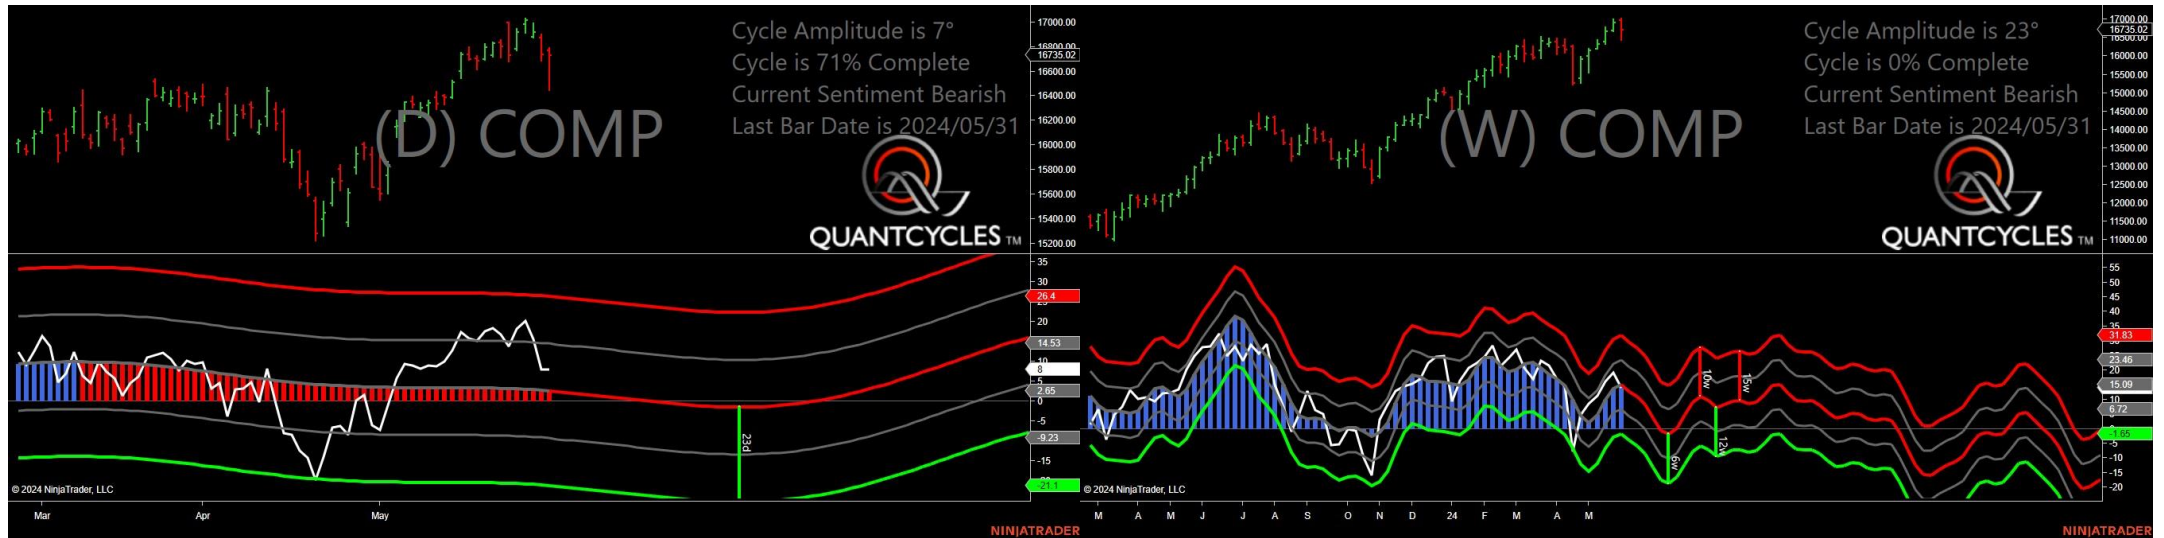 Cycle Amplitude is 7°
Cycle is 71% Complete
Current Sentiment Bearish
Last Bar Date is 2024/05/31
(D) COMP
QUANTCYCLES TM
17000.00
16800.00
16735.02
16600.00
16400.00
16200.00
16000.00
15800.00
15600.00
15400.00
15200.00
35
30
26.4
20
14.53
10
8
5
2.65
0
-5
-9.23
-15
-21.1
23d
© 2024 NinjaTrader, LLC
Mar Apr May
NINJATRADER
Cycle Amplitude is 23°
Cycle is 0% Complete
Current Sentiment Bearish
Last Bar Date is 2024/05/31
(W) COMP
QUANTCYCLES TM
17000.00
16735.02
16500.00
16000.00
15500.00
15000.00
14500.00
14000.00
13500.00
13000.00
12500.00
12000.00
11500.00
11000.00
55
50
45
40
35
31.83
23.46
20
15.09
10
6.72
-1.65
-5
-10
-15
-20
10w
15w
12w
6w
© 2024 NinjaTrader, LLC
M A M J J A S O N D 24 F M A M
NINJATRADER